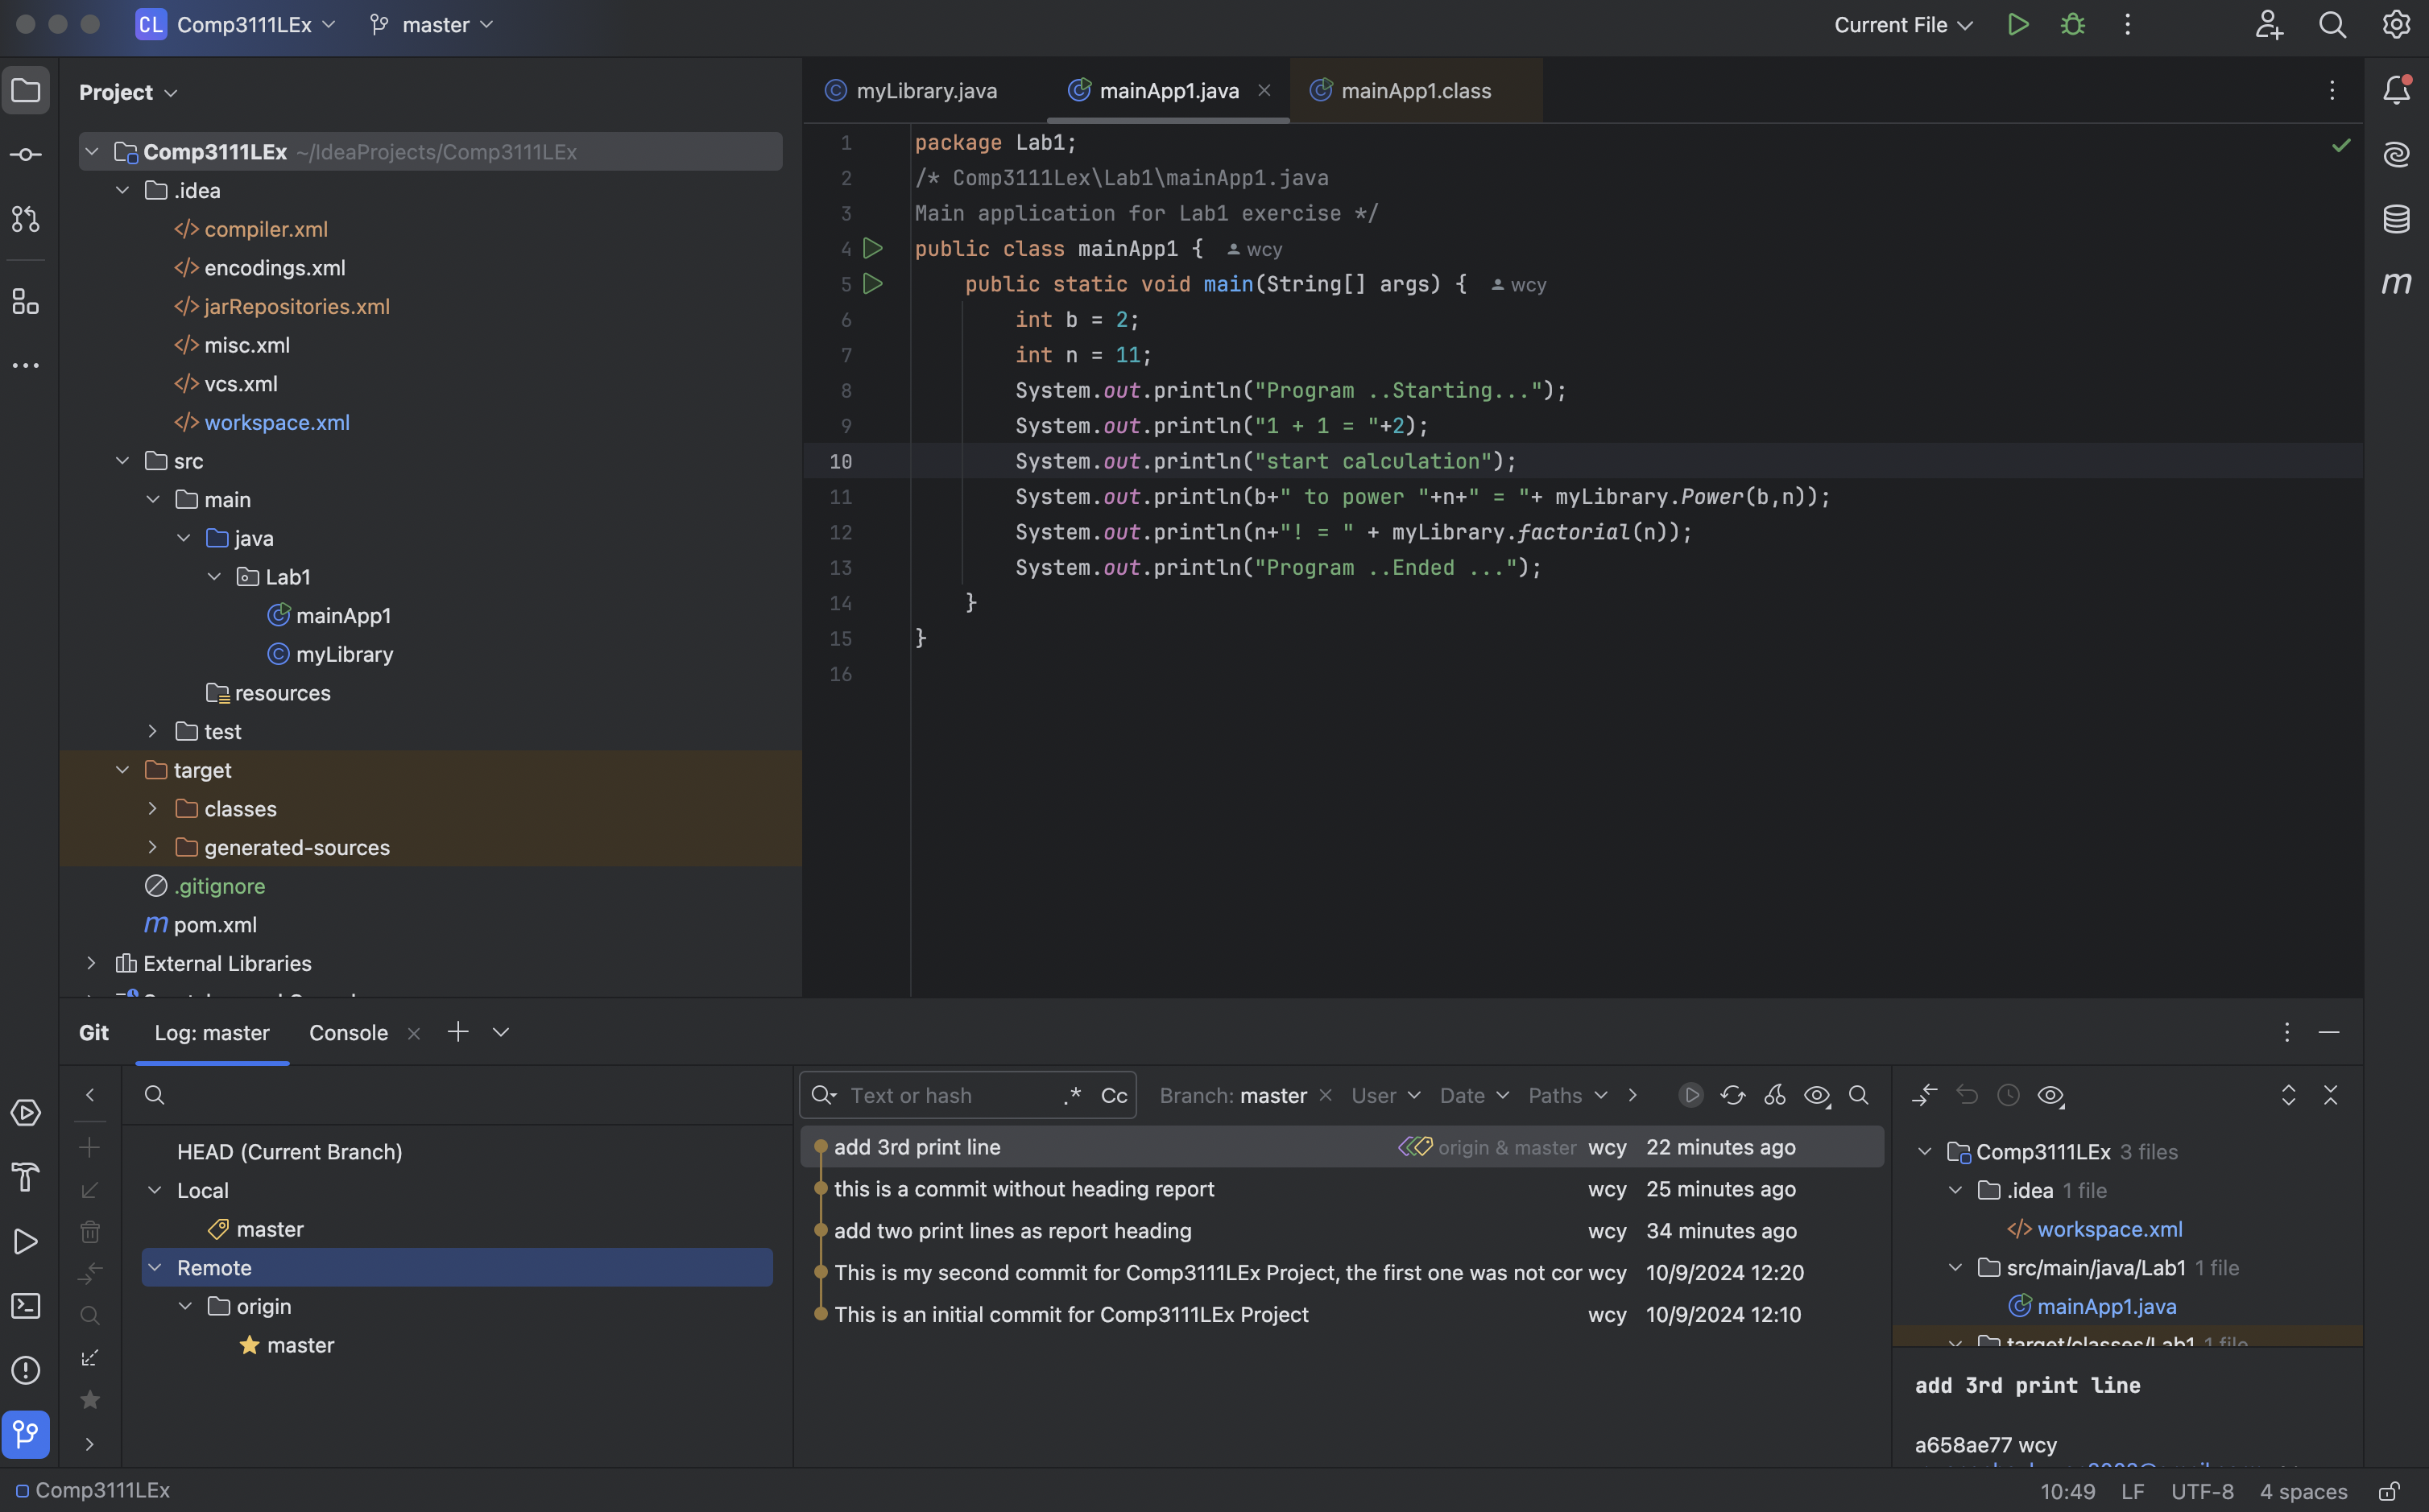 CL Comp3111LEx master Current File
Project
Comp3111LEx ~/IdeaProjects/Comp3111LEx
.idea
</> compiler.xml
</> encodings.xml
</> jarRepositories.xml
</> misc.xml
</> vcs.xml
</> workspace.xml
src
main
java
Lab1
mainApp1
myLibrary
resources
test
target
classes
generated-sources
.gitignore
m pom.xml
External Libraries
myLibrary.java mainApp1.java mainApp1.class
1 package Lab1;
2 /* Comp3111Lex\Lab1\mainApp1.java
3 Main application for Lab1 exercise */
4 public class mainApp1 { wcy
5 public static void main(String[] args) { wcy
6 int b = 2;
7 int n = 11;
8 System.out.println("Program ..Starting...");
9 System.out.println("1 + 1 = "+2);
10 System.out.println("start calculation");
11 System.out.println(b+" to power "+n+" = "+ myLibrary.Power(b,n));
12 System.out.println(n+"! = " + myLibrary.factorial(n));
13 System.out.println("Program ..Ended ...");
14 }
15 }
16
m
Git Log: master Console
HEAD (Current Branch)
Local
master
Remote
origin
master
Text or hash .* Cc Branch: master User Date Paths
add 3rd print line origin & master wcy 22 minutes ago
this is a commit without heading report wcy 25 minutes ago
add two print lines as report heading wcy 34 minutes ago
This is my second commit for Comp3111LEx Project, the first one was not cor wcy 10/9/2024 12:20
This is an initial commit for Comp3111LEx Project wcy 10/9/2024 12:10
Comp3111LEx 3 files
.idea 1 file
</> workspace.xml
src/main/java/Lab1 1 file
mainApp1.java
target/classes/Lab1 1 file
add 3rd print line
a658ae77 wcy
Comp3111LEx 10:49 LF UTF-8 4 spaces